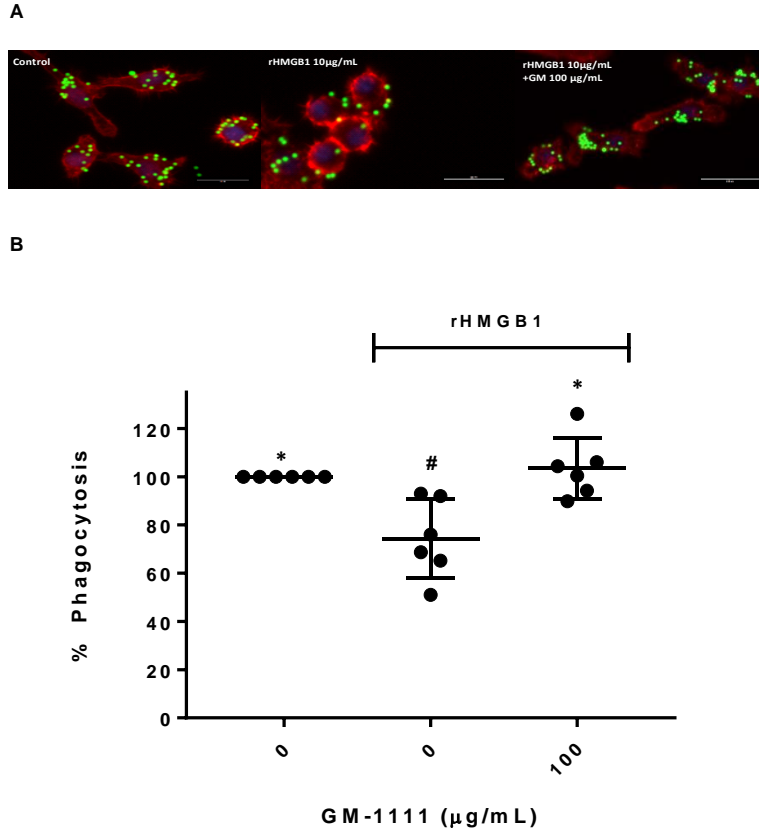 A
Control
rHMGB1 10µg/mL
rHMGB1 10µg/mL
+GM 100 µg/mL
B
rHMGB1
*
#
*
% Phagocytosis
120
100
80
60
40
20
0
0
0
100
GM-1111 (µg/mL)